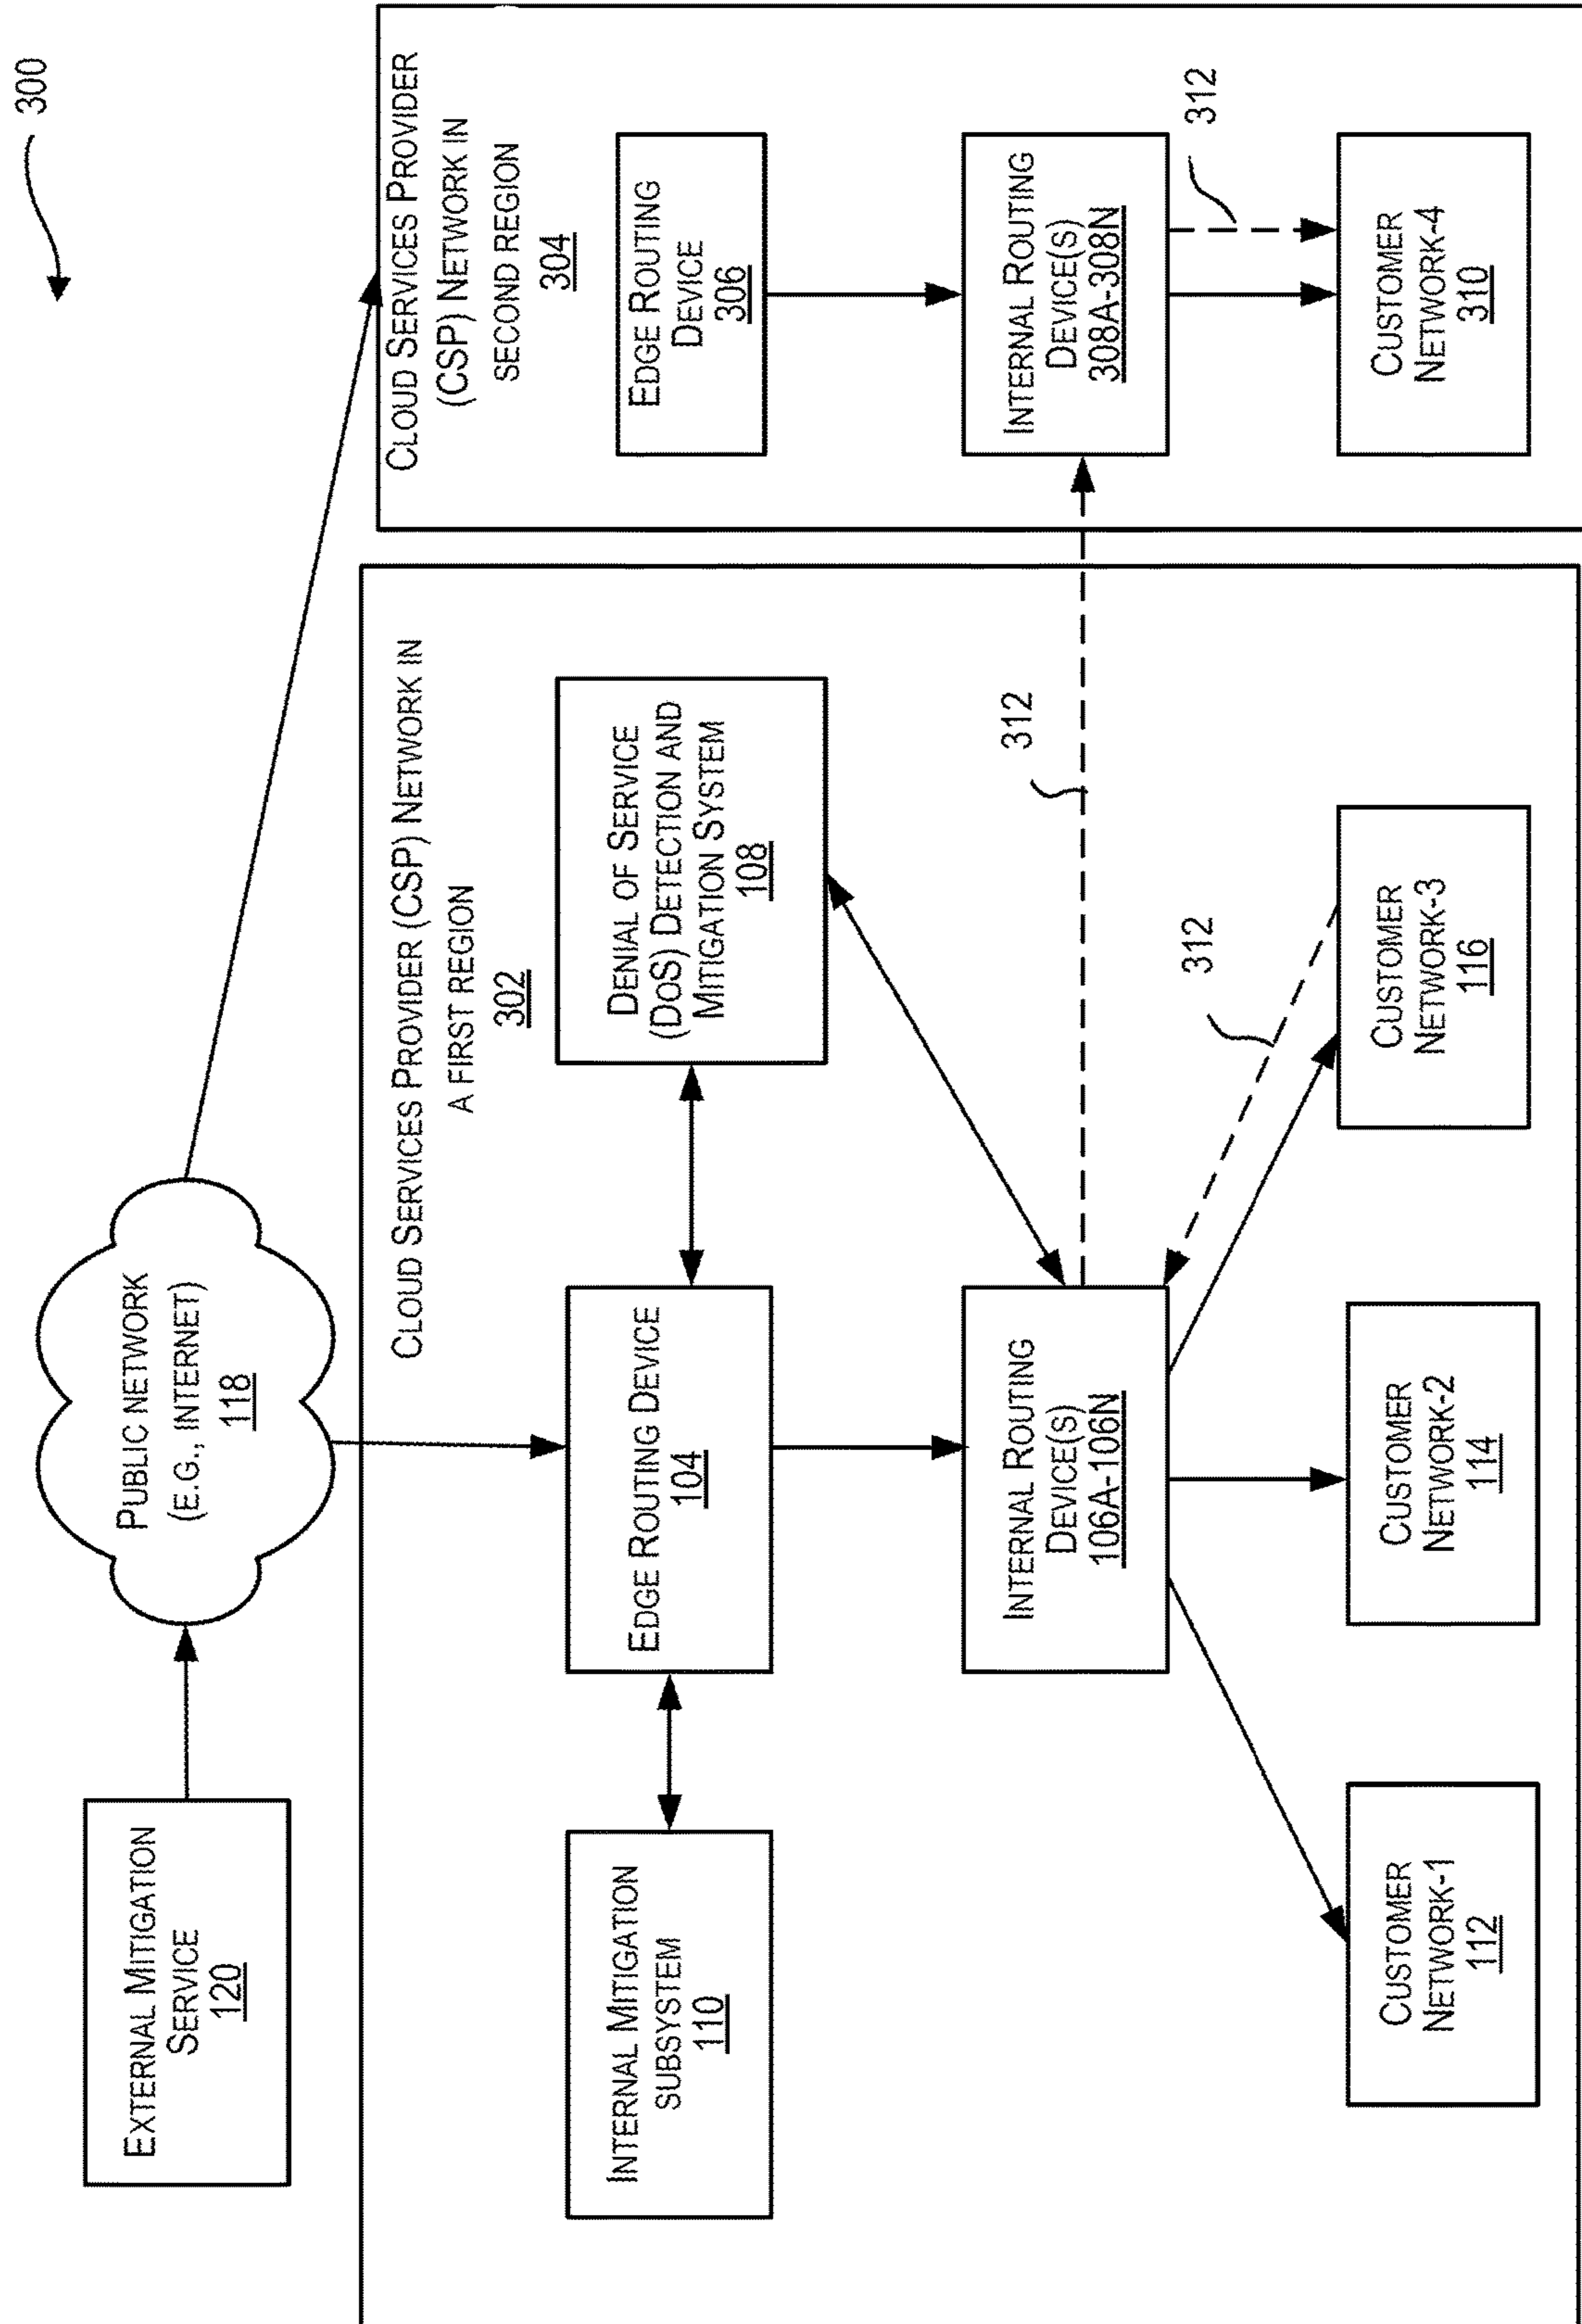 300
EXTERNAL MITIGATION
SERVICE
120
PUBLIC NETWORK
(E.G., INTERNET)
118
CLOUD SERVICES PROVIDER (CSP) NETWORK IN
A FIRST REGION
302
INTERNAL MITIGATION
SUBSYSTEM
110
EDGE ROUTING DEVICE
104
DENIAL OF SERVICE
(DOS) DETECTION AND
MITIGATION SYSTEM
108
INTERNAL ROUTING
DEVICE(S)
106A-106N
312
312
CUSTOMER
NETWORK-1
112
CUSTOMER
NETWORK-2
114
CUSTOMER
NETWORK-3
116
CLOUD SERVICES PROVIDER
(CSP) NETWORK IN
SECOND REGION
304
EDGE ROUTING
DEVICE
306
INTERNAL ROUTING
DEVICE(S)
308A-308N
312
CUSTOMER
NETWORK-4
310